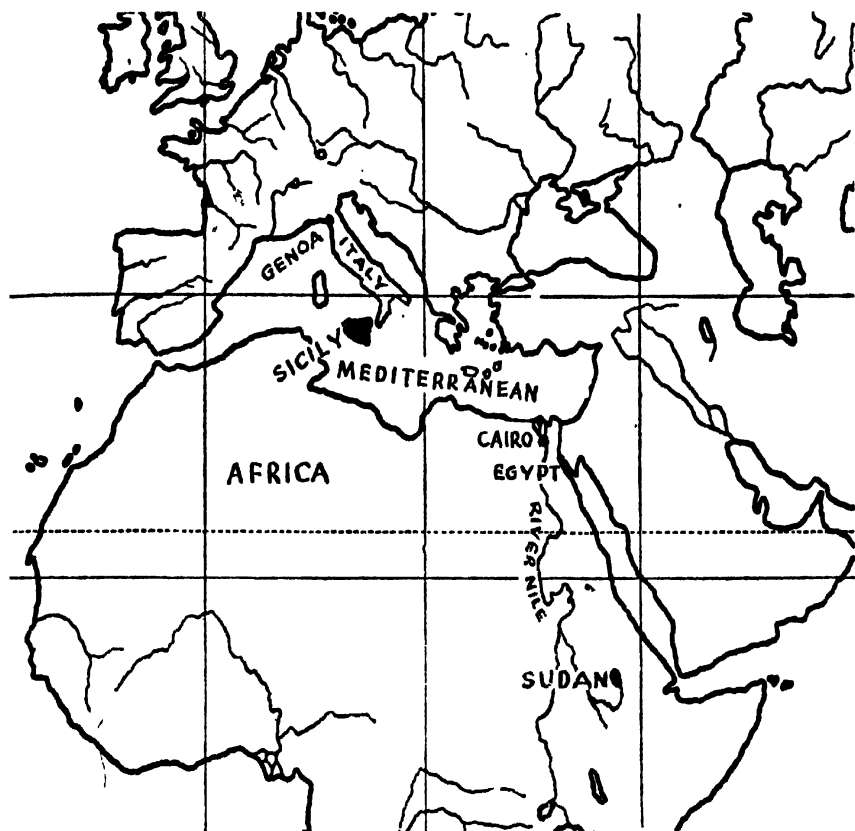 GENOA
ITALY
SICILY
MEDITERRANEAN
CAIRO
EGYPT
AFRICA
RIVER NILE
SUDAN